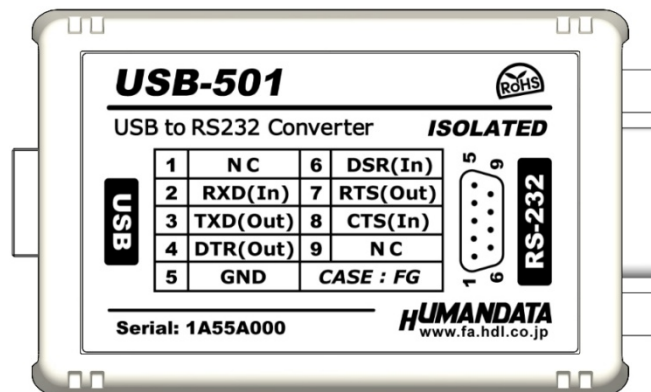 USB-501
RoHS
USB to RS232 Converter
ISOLATED
USB
1 NC 6 DSR(In)
2 RXD(In) 7 RTS(Out)
3 TXD(Out) 8 CTS(In)
4 DTR(Out) 9 NC
5 GND CASE : FG
5 9
1 6
RS-232
Serial: 1A55A000
HUMANDATA
www.fa.hdl.co.jp